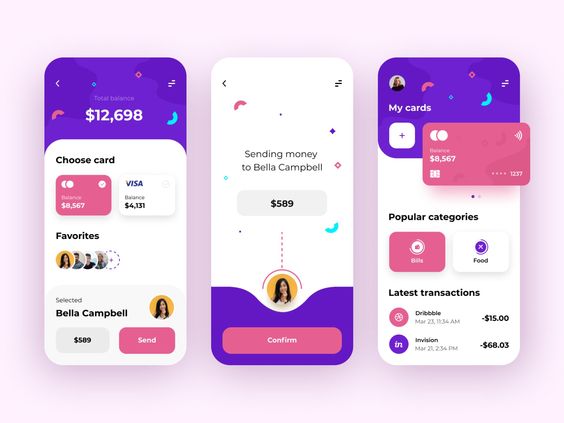 Total balance
$12,698
Choose card
VISA
Balance
$8,567
Balance
$4,131
Favorites
+
Selected
Bella Campbell
$589
Send
Sending money
to Bella Campbell
$589
Confirm
My cards
+
Balance
$8,567
1237
Popular categories
Bills
Food
Latest transactions
Dribbble
Mar 23, 11:34 AM
-$15.00
in
Invision
Mar 21, 2:34 PM
-$68.03